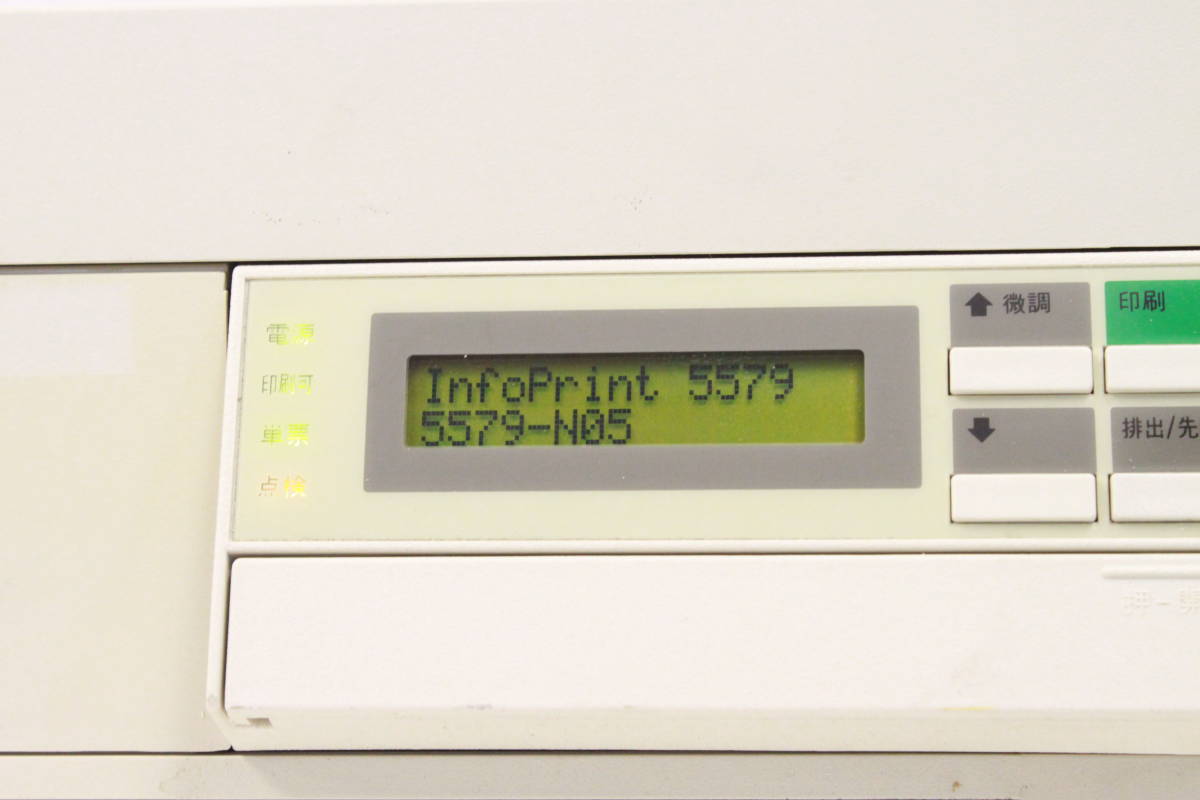 電源
印刷可
単票
点検
InfoPrint 5579
5579-N05
微調
印刷
排出/先
押-